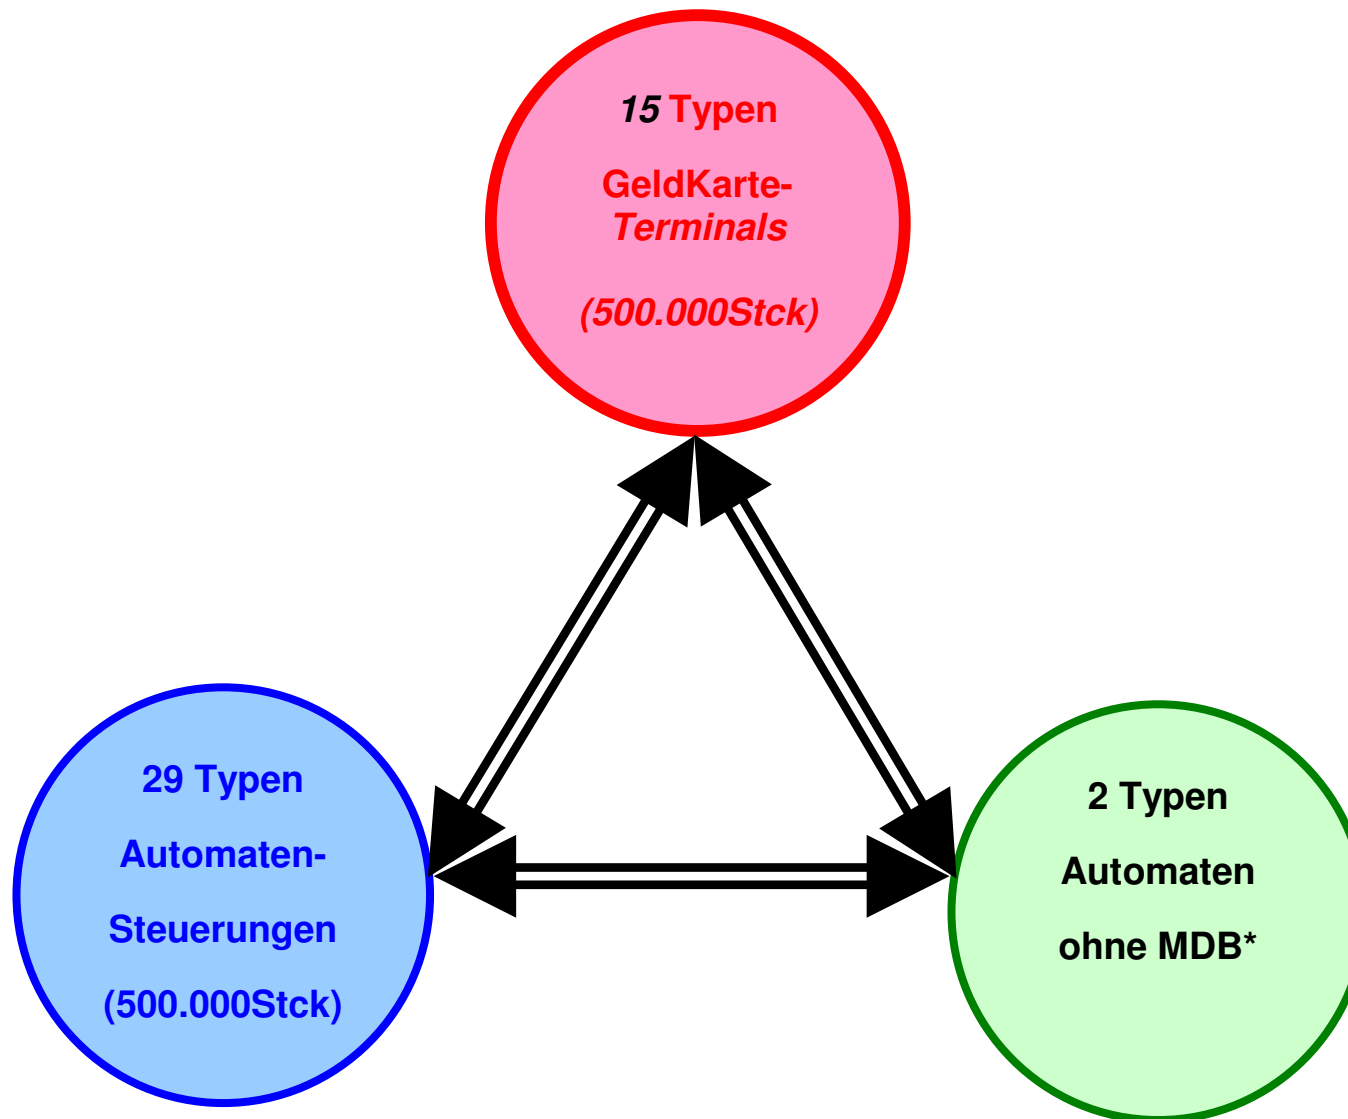 15 Typen
GeldKarte-
Terminals
(500.000Stck)
29 Typen
Automaten-
Steuerungen
(500.000Stck)
2 Typen
Automaten
ohne MDB*